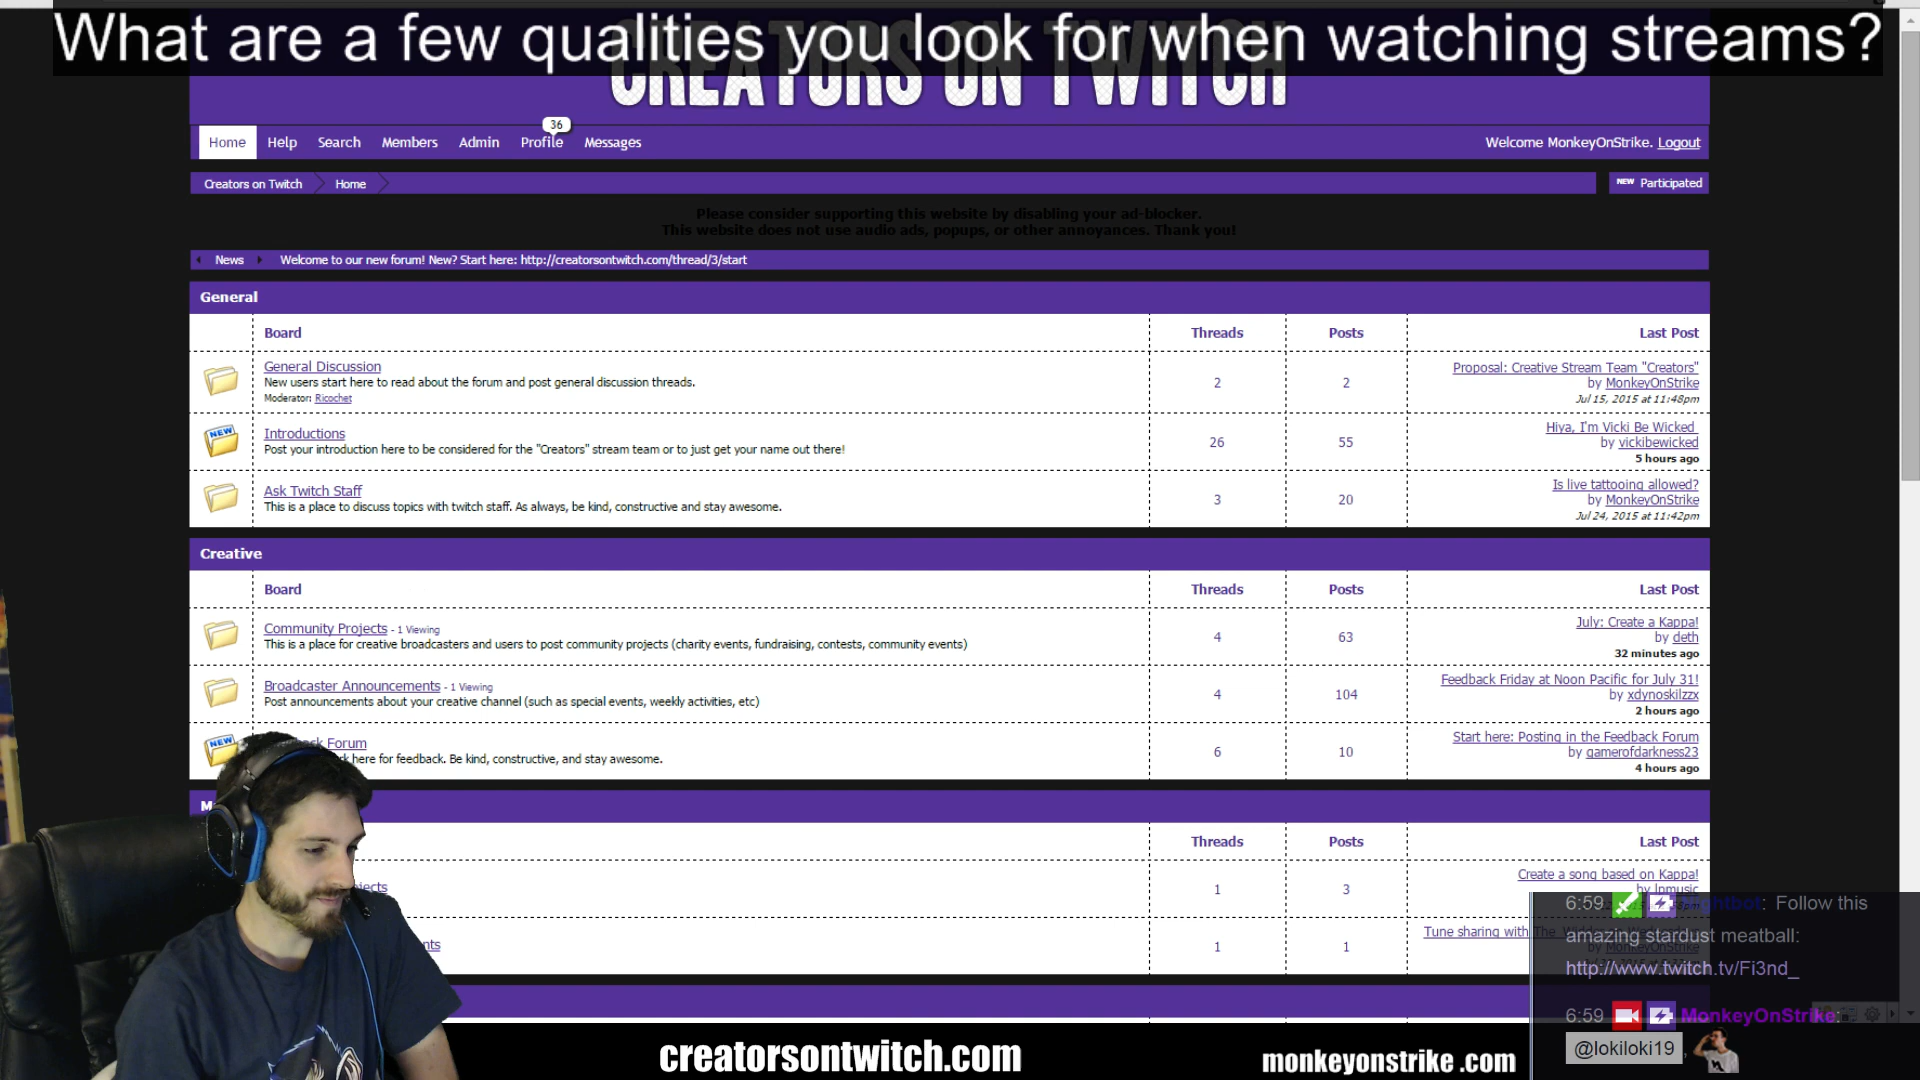 What are a few qualities you look for when watching streams?
CREATORS ON TWITCH
36
Home Help Search Members Admin Profile Messages Welcome MonkeyOnStrike. Logout
Creators on Twitch Home NEW Participated
Please consider supporting this website by disabling your ad-blocker.
This website does not use audio ads, popups, or other annoyances. Thank you!
News Welcome to our new forum! New? Start here: http://creatorsontwitch.com/thread/3/start
General
Board Threads Posts Last Post
General Discussion
New users start here to read about the forum and post general discussion threads.
Moderator: Ricochet
2 2
Proposal: Creative Stream Team "Creators"
by MonkeyOnStrike
Jul 15, 2015 at 11:48pm
NEW
Introductions
Post your introduction here to be considered for the "Creators" stream team or to just get your name out there!
26 55
Hiya, I'm Vicki Be Wicked
by vickibewicked
5 hours ago
Ask Twitch Staff
This is a place to discuss topics with twitch staff. As always, be kind, constructive and stay awesome.
3 20
Is live tattooing allowed?
by MonkeyOnStrike
Jul 24, 2015 at 11:42pm
Creative
Board Threads Posts Last Post
Community Projects - 1 Viewing
This is a place for creative broadcasters and users to post community projects (charity events, fundraising, contests, community events)
4 63
July: Create a Kappa!
by deth
32 minutes ago
Broadcaster Announcements - 1 Viewing
Post announcements about your creative channel (such as special events, weekly activities, etc)
4 104
Feedback Friday at Noon Pacific for July 31!
by xdynoskilzzx
2 hours ago
NEW
Forum
here for feedback. Be kind, constructive, and stay awesome.
6 10
Start here: Posting in the Feedback Forum
by gamerofdarkness23
4 hours ago
Threads Posts Last Post
1 3
Create a song based on Kappa!
by lpmusic
1 1
Tune sharing with The
by MonkeyOnStrike
6:59 Nightbot: Follow this
amazing stardust meatball:
http://www.twitch.tv/Fi3nd_
6:59 MonkeyOnStrike:
@lokiloki19 ,
creatorsontwitch.com
monkeyonstrike .com